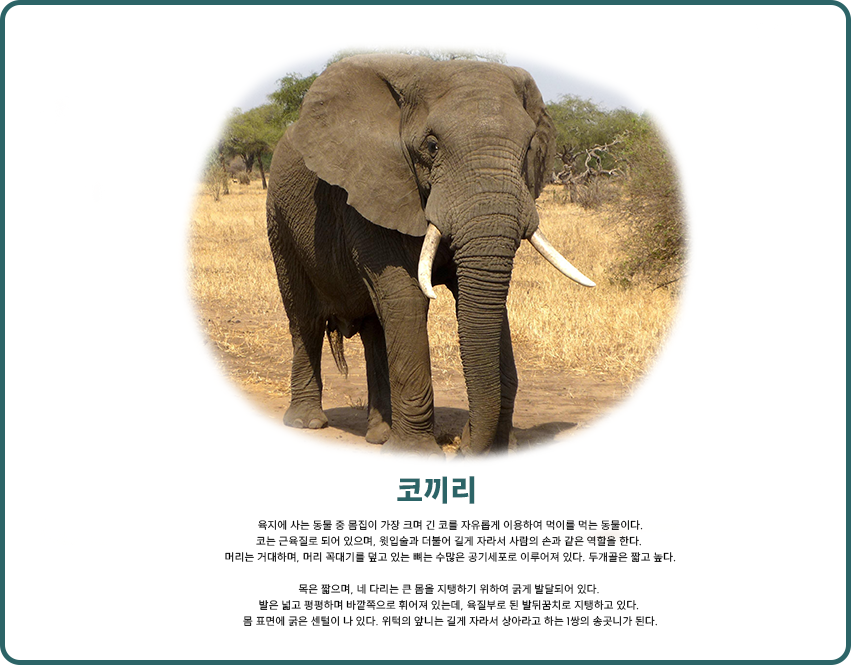 코끼리
육지에 사는 동물 중 몸집이 가장 크며 긴 코를 자유롭게 이용하여 먹이를 먹는 동물이다.
코는 근육질로 되어 있으며, 윗입술과 더불어 길게 자라서 사람의 손과 같은 역할을 한다.
머리는 거대하며, 머리 꼭대기를 덮고 있는 뼈는 수많은 공기세포로 이루어져 있다. 두개골은 짧고 높다.
목은 짧으며, 네 다리는 큰 몸을 지탱하기 위하여 굵게 발달되어 있다.
발은 넓고 평평하며 바깥쪽으로 휘어져 있는데, 육질부로 된 발뒤꿈치로 지탱하고 있다.
몸 표면에 굵은 센털이 나 있다. 위턱의 앞니는 길게 자라서 상아라고 하는 1쌍의 송곳니가 된다.